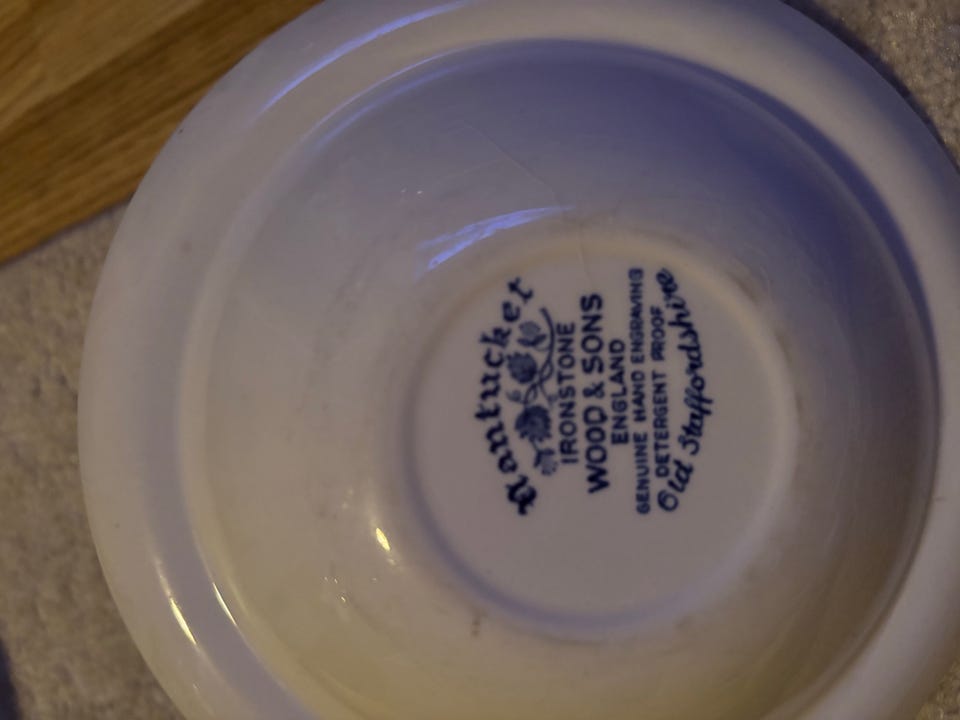 Nantucket
IRONSTONE
WOOD & SONS
ENGLAND
GENUINE HAND ENGRAVING
DETERGENT PROOF
Old Staffordshire